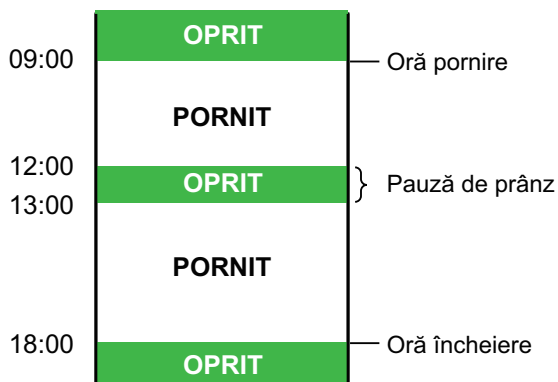 OPRIT
09:00
Oră pornire
PORNIT
12:00
OPRIT
Pauză de prânz
13:00
PORNIT
18:00
Oră încheiere
OPRIT